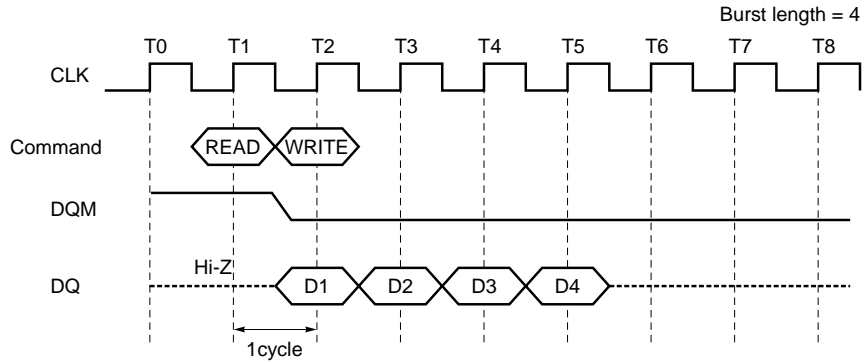 Burst length = 4
T0 T1 T2 T3 T4 T5 T6 T7 T8
CLK
Command READ WRITE
DQM
Hi-Z
DQ D1 D2 D3 D4
1cycle